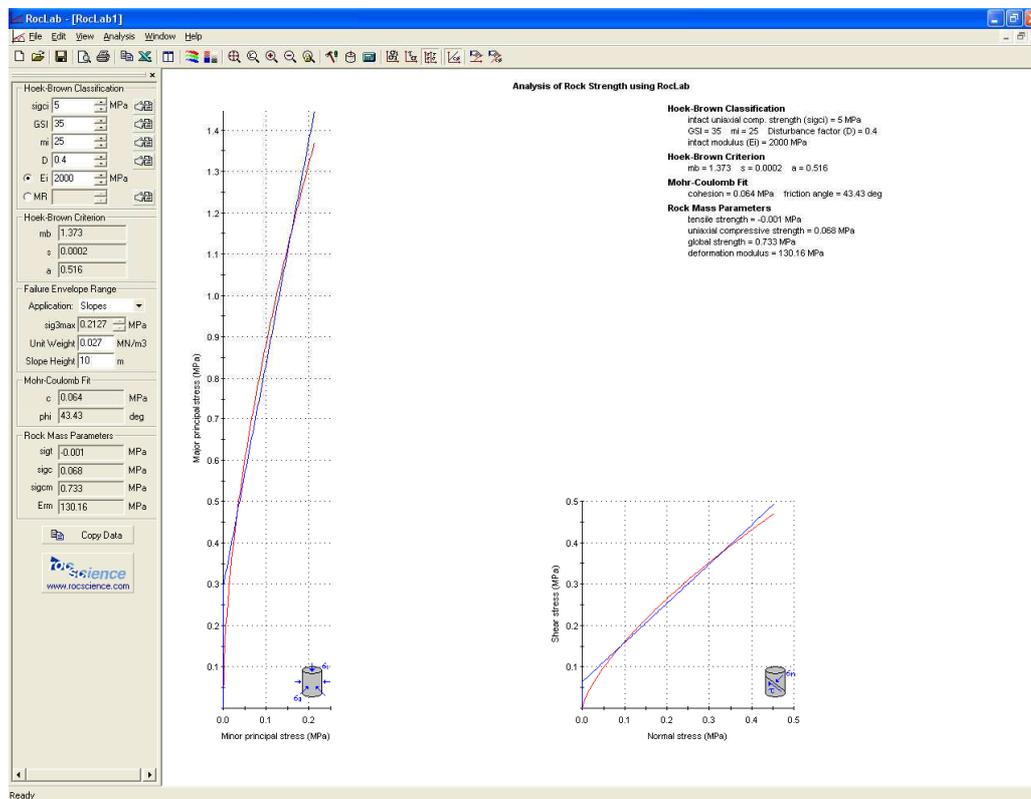 RocLab - [RocLab1]
File Edit View Analysis Window Help
Hoek-Brown Classification
sigci 5 MPa
GSI 35
mi 25
D 0.4
Ei 2000 MPa
MR
Hoek-Brown Criterion
mb 1.373
s 0.0002
a 0.516
Failure Envelope Range
Application: Slopes
sig3max 0.2127 MPa
Unit Weight 0.027 MN/m3
Slope Height 10 m
Mohr-Coulomb Fit
c 0.064 MPa
phi 43.43 deg
Rock Mass Parameters
sigt -0.001 MPa
sigc 0.068 MPa
sigcm 0.733 MPa
Erm 130.16 MPa
Copy Data
rocscience
www.rocscience.com
Analysis of Rock Strength using RocLab
Hoek-Brown Classification
intact uniaxial comp. strength (sigci) = 5 MPa
GSI = 35 mi = 25 Disturbance factor (D) = 0.4
intact modulus (Ei) = 2000 MPa
Hoek-Brown Criterion
mb = 1.373 s = 0.0002 a = 0.516
Mohr-Coulomb Fit
cohesion = 0.064 MPa friction angle = 43.43 deg
Rock Mass Parameters
tensile strength = -0.001 MPa
uniaxial compressive strength = 0.068 MPa
global strength = 0.733 MPa
deformation modulus = 130.16 MPa
Major principal stress (MPa)
1.4
1.3
1.2
1.1
1.0
0.9
0.8
0.7
0.6
0.5
0.4
0.3
0.2
0.1
0.0 0.1 0.2
Minor principal stress (MPa)
Shear stress (MPa)
0.5
0.4
0.3
0.2
0.1
τ
σn
0.0 0.1 0.2 0.3 0.4 0.5
Normal stress (MPa)
Ready